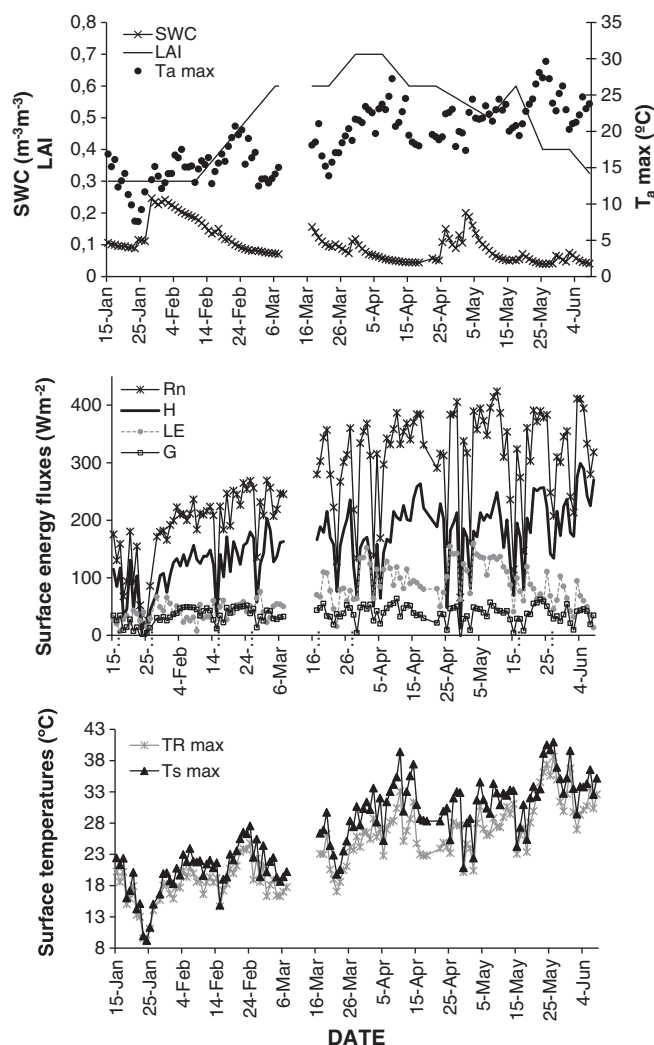 SWC
LAI
Ta max
SWC (m-3m-3)
LAI
Ta max (ºC)
0,8
0,7
0,6
0,5
0,4
0,3
0,2
0,1
0
35
30
25
20
15
10
5
0
15-Jan
25-Jan
4-Feb
14-Feb
24-Feb
6-Mar
16-Mar
26-Mar
5-Apr
15-Apr
25-Apr
5-May
15-May
25-May
4-Jun
Rn
H
LE
G
Surface energy fluxes (Wm-2)
400
300
200
100
0
15-..
25-..
4-Feb
14-..
24-..
6-Mar
16-..
26-..
5-Apr
15-Apr
25-Apr
5-May
15-..
25-..
4-Jun
TR max
Ts max
Surface temperatures (ºC)
43
38
33
28
23
18
13
8
15-Jan
25-Jan
4-Feb
14-Feb
24-Feb
6-Mar
16-Mar
26-Mar
5-Apr
15-Apr
25-Apr
5-May
15-May
25-May
4-Jun
DATE